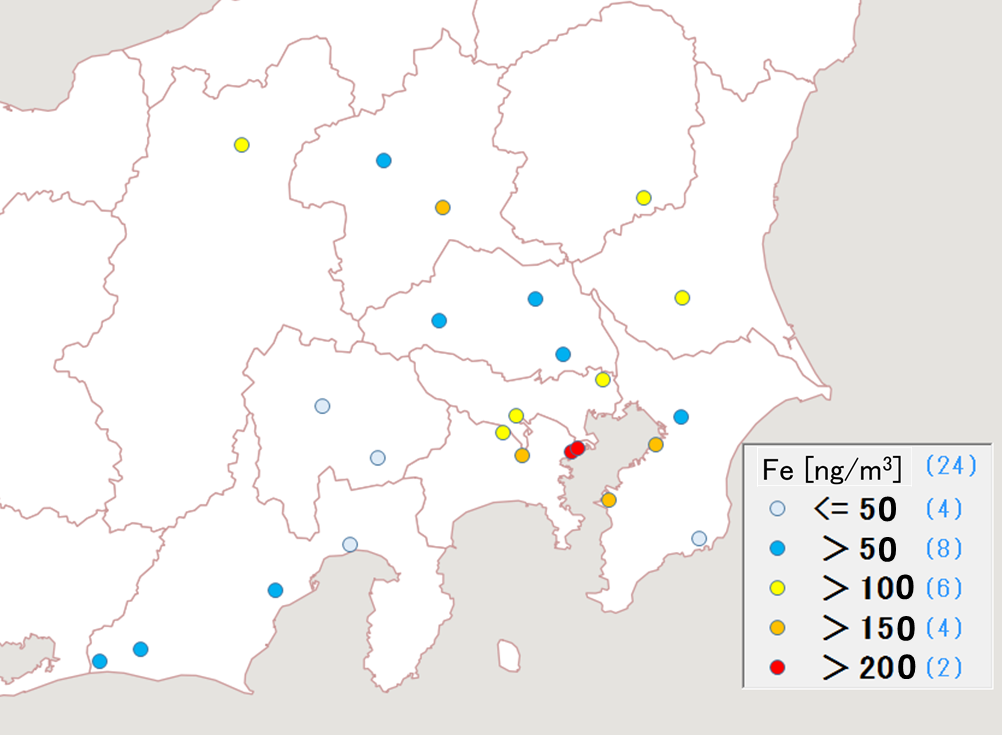 Fe [ng/m³] (24)
<= 50 (4)
> 50 (8)
> 100 (6)
> 150 (4)
> 200 (2)